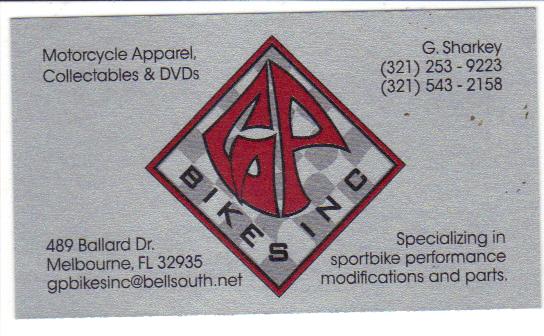 Motorcycle Apparel,
Collectables & DVDs
G. Sharkey
(321) 253 - 9223
(321) 543 - 2158
GP
BIKES INC
489 Ballard Dr.
Melbourne, FL 32935
gpbikesinc@bellsouth.net
Specializing in
sportbike performance
modifications and parts.